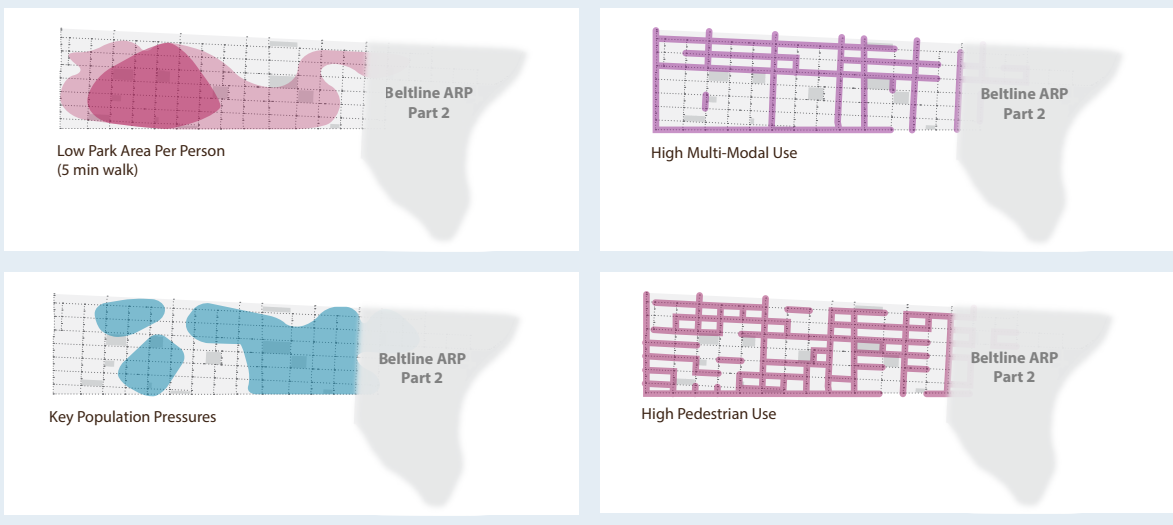 Beltline ARP
Part 2
Low Park Area Per Person
(5 min walk)
Beltline ARP
Part 2
High Multi-Modal Use
Beltline ARP
Part 2
Key Population Pressures
Beltline ARP
Part 2
High Pedestrian Use